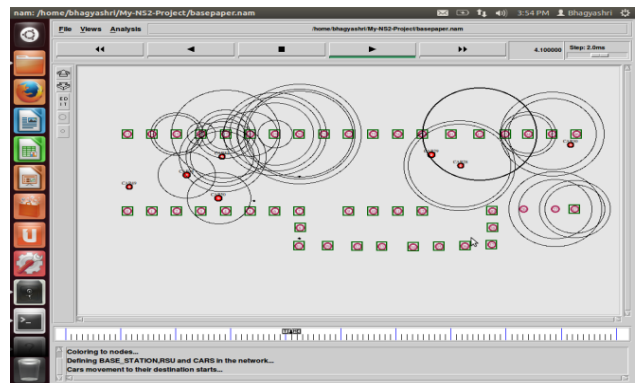 nam: /home/bhagyashri/My-NS2-Project/basepaper.nam
3:54 PM Bhagyashri
File Views Analysis
/home/bhagyashri/My-NS2-Project/basepaper.nam
4.100000 Step: 2.0ms
Coloring to nodes...
Defining BASE_STATION,RSU and CARS in the network...
Cars movement to their destination starts...